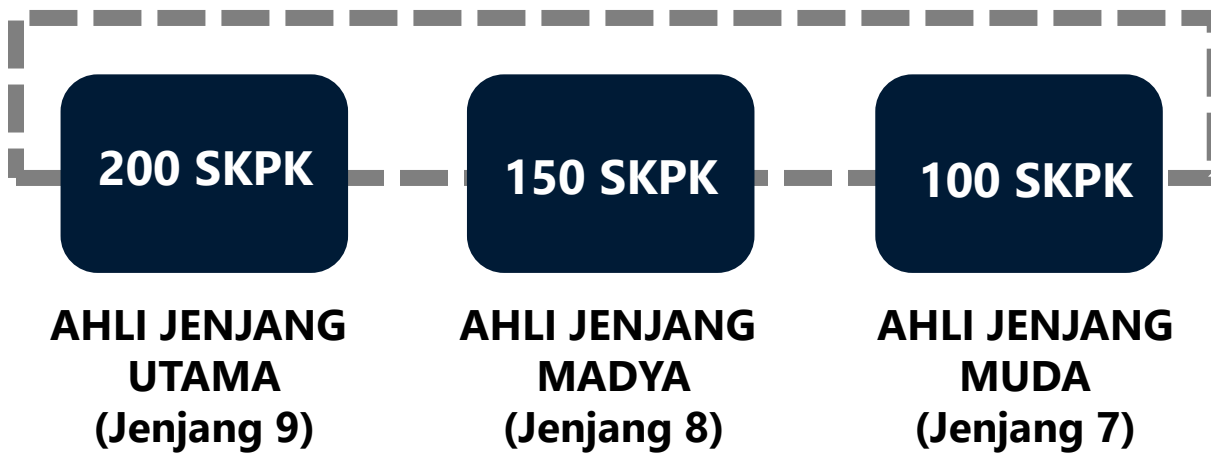 200 SKPK
150 SKPK
100 SKPK
AHLI JENJANG
UTAMA
(Jenjang 9)
AHLI JENJANG
MADYA
(Jenjang 8)
AHLI JENJANG
MUDA
(Jenjang 7)